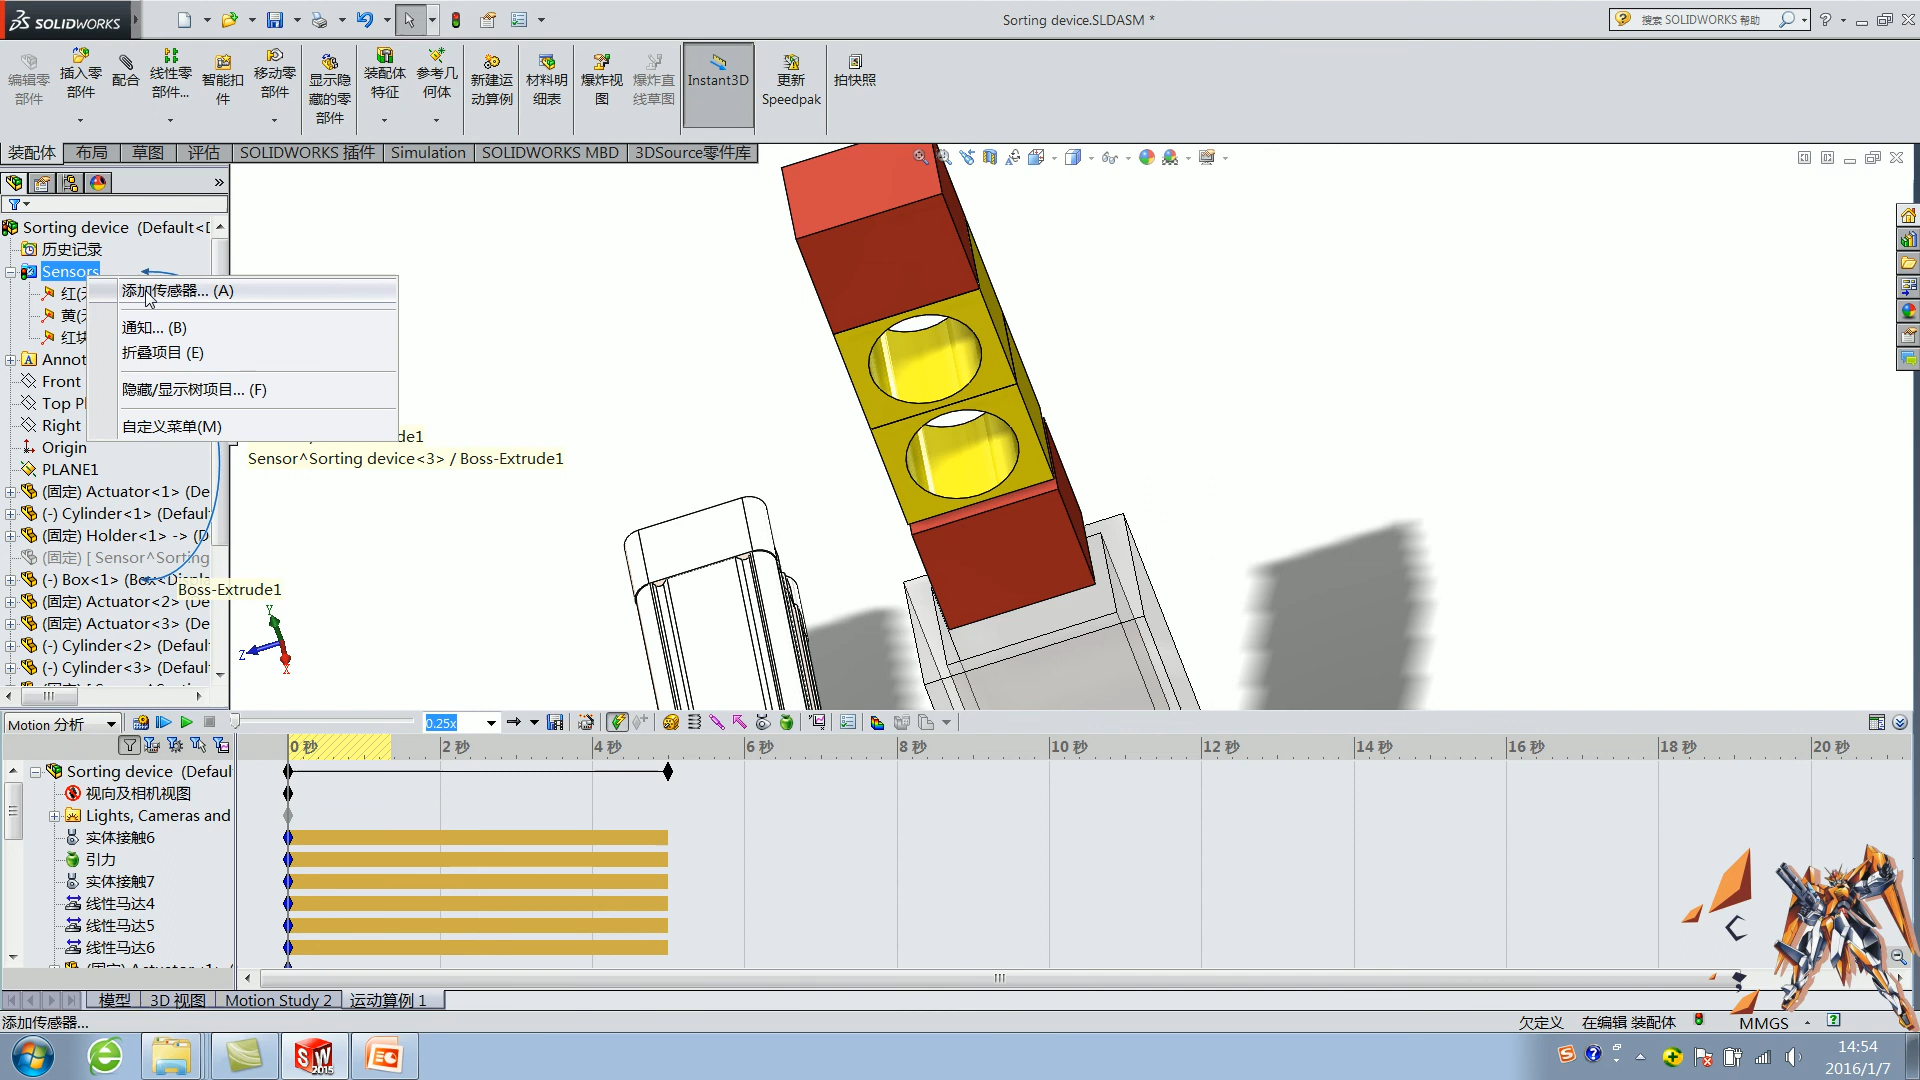 SOLIDWORKS
Sorting device.SLDASM *
搜索 SOLIDWORKS 帮助
编辑零部件
插入零部件
配合
线性零部件...
智能扣件
移动零部件
显示隐藏的零部件
装配体特征
参考几何体
新建运动算例
材料明细表
爆炸视图
爆炸直线草图
Instant3D
更新 Speedpak
拍快照
装配体 布局 草图 评估 SOLIDWORKS 插件 Simulation SOLIDWORKS MBD 3DSource零件库
Sorting device (Default<D
历史记录
Sensors
添加传感器... (A)
红(
黄(
通知... (B)
红块
折叠项目 (E)
Annot
Front
隐藏/显示树项目... (F)
Top Pl
Right
自定义菜单(M)
de1
Origin
Sensor^Sorting device<3> / Boss-Extrude1
PLANE1
(固定) Actuator<1> (De
(-) Cylinder<1> (Defaul
(固定) Holder<1> -> (D
(固定) [ Sensor^Sorting
(-) Box<1> (Box<Displa
Boss-Extrude1
(固定) Actuator<2> (De
(固定) Actuator<3> (De
(-) Cylinder<2> (Defaul
(-) Cylinder<3> (Defaul
Y
Z
X
Motion 分析
0.25x
0 秒 2 秒 4 秒 6 秒 8 秒 10 秒 12 秒 14 秒 16 秒 18 秒 20 秒
Sorting device (Defaul
视向及相机视图
Lights, Cameras and
实体接触6
引力
实体接触7
线性马达4
线性马达5
线性马达6
(固定) Actuator<1> (
模型 3D 视图 Motion Study 2 运动算例 1
添加传感器...
欠定义 在编辑 装配体 MMGS
SW 2015
14:54
2016/1/7